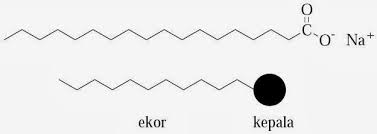 O
C
O⁻ Na⁺
ekor kepala